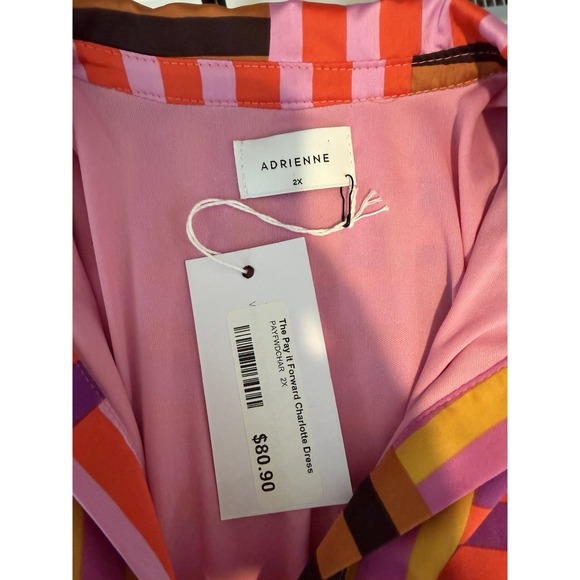 ADRIENNE
2X
The Pay it Forward Charlotte Dress
PAYFWDCHAR 2X
$80.90